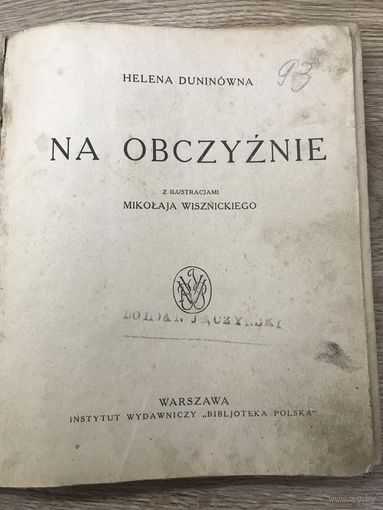 HELENA DUNINÓWNA
93
NA OBCZYŹNIE
Z ILUSTRACJAMI
MIKOŁAJA WISZNICKIEGO
WARSZAWA
INSTYTUT WYDAWNICZY „BIBLJOTEKA POLSKA"